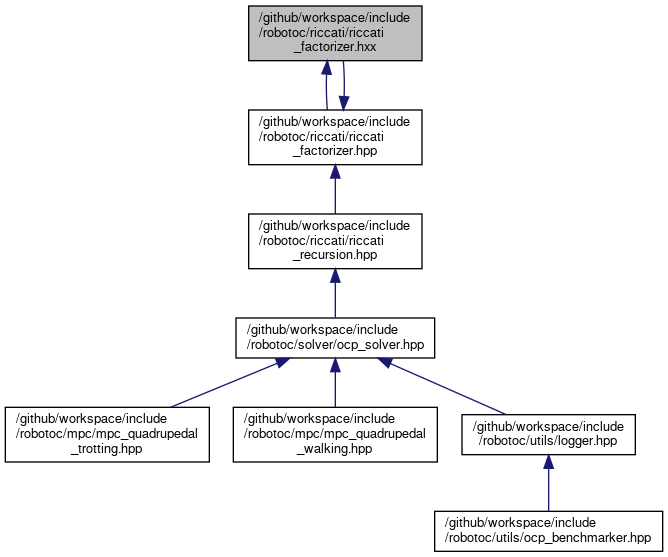 /github/workspace/include
/robotoc/riccati/riccati
_factorizer.hxx
/github/workspace/include
/robotoc/riccati/riccati
_factorizer.hpp
/github/workspace/include
/robotoc/riccati/riccati
_recursion.hpp
/github/workspace/include
/robotoc/solver/ocp_solver.hpp
/github/workspace/include
/robotoc/mpc/mpc_quadrupedal
_trotting.hpp
/github/workspace/include
/robotoc/mpc/mpc_quadrupedal
_walking.hpp
/github/workspace/include
/robotoc/utils/logger.hpp
/github/workspace/include
/robotoc/utils/ocp_benchmarker.hpp